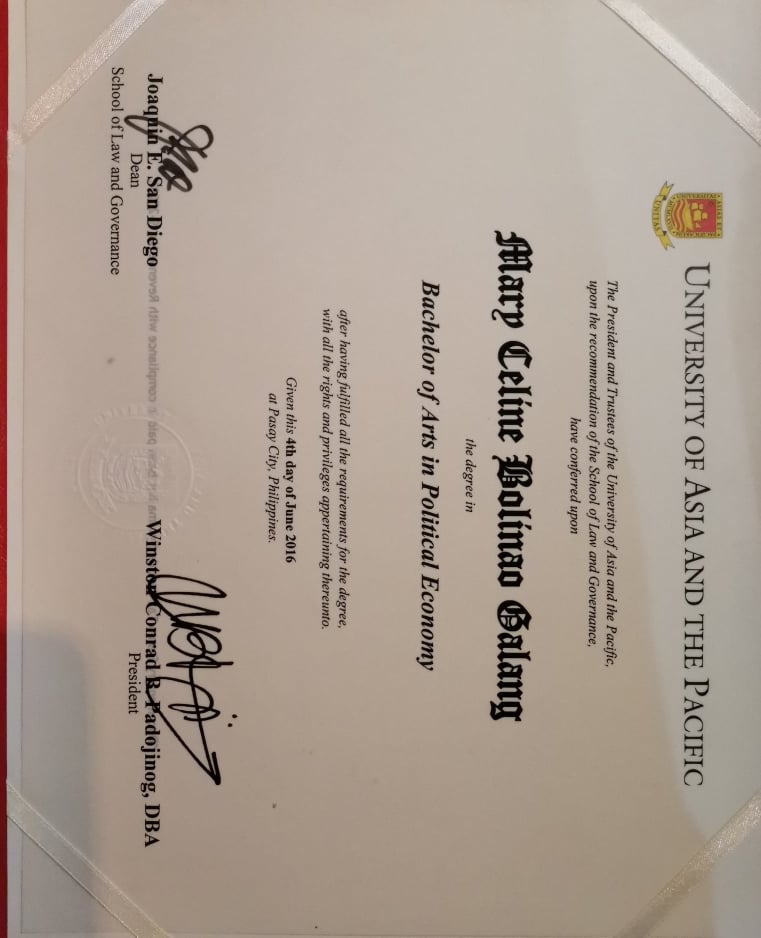 UNIVERSITY OF ASIA AND THE PACIFIC
UNITAS
The President and Trustees of the University of Asia and the Pacific,
upon the recommendation of the School of Law and Governance,
have conferred upon
Mary Celine Bolinao Galang
the degree in
Bachelor of Arts in Political Economy
after having fulfilled all the requirements for the degree,
with all the rights and privileges appertaining thereunto.
Given this 4th day of June 2016
at Pasay City, Philippines.
Joaquin E. San Diego
Dean
School of Law and Governance
Winston Conrad B. Padojinog, DBA
President